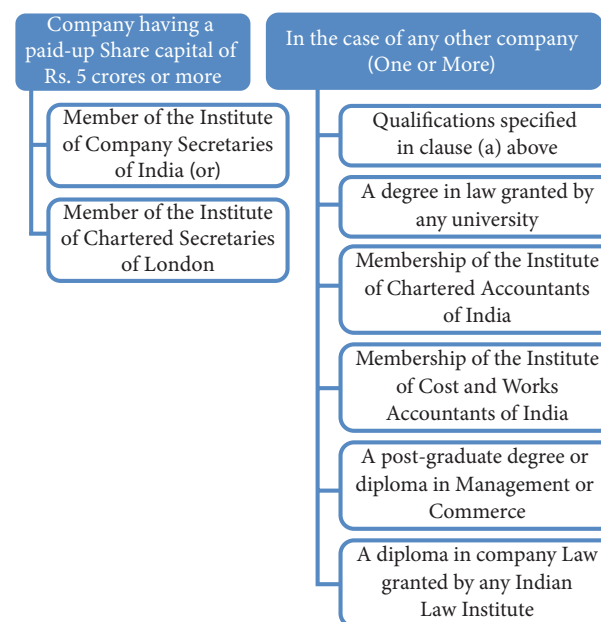 Company having a
paid-up Share capital of
Rs. 5 crores or more
Member of the Institute
of Company Secretaries
of India (or)
Member of the Institute
of Chartered Secretaries
of London
In the case of any other company
(One or More)
Qualifications specified
in clause (a) above
A degree in law granted by
any university
Membership of the Institute
of Chartered Accountants
of India
Membership of the Institute
of Cost and Works
Accountants of India
A post-graduate degree or
diploma in Management or
Commerce
A diploma in company Law
granted by any Indian
Law Institute